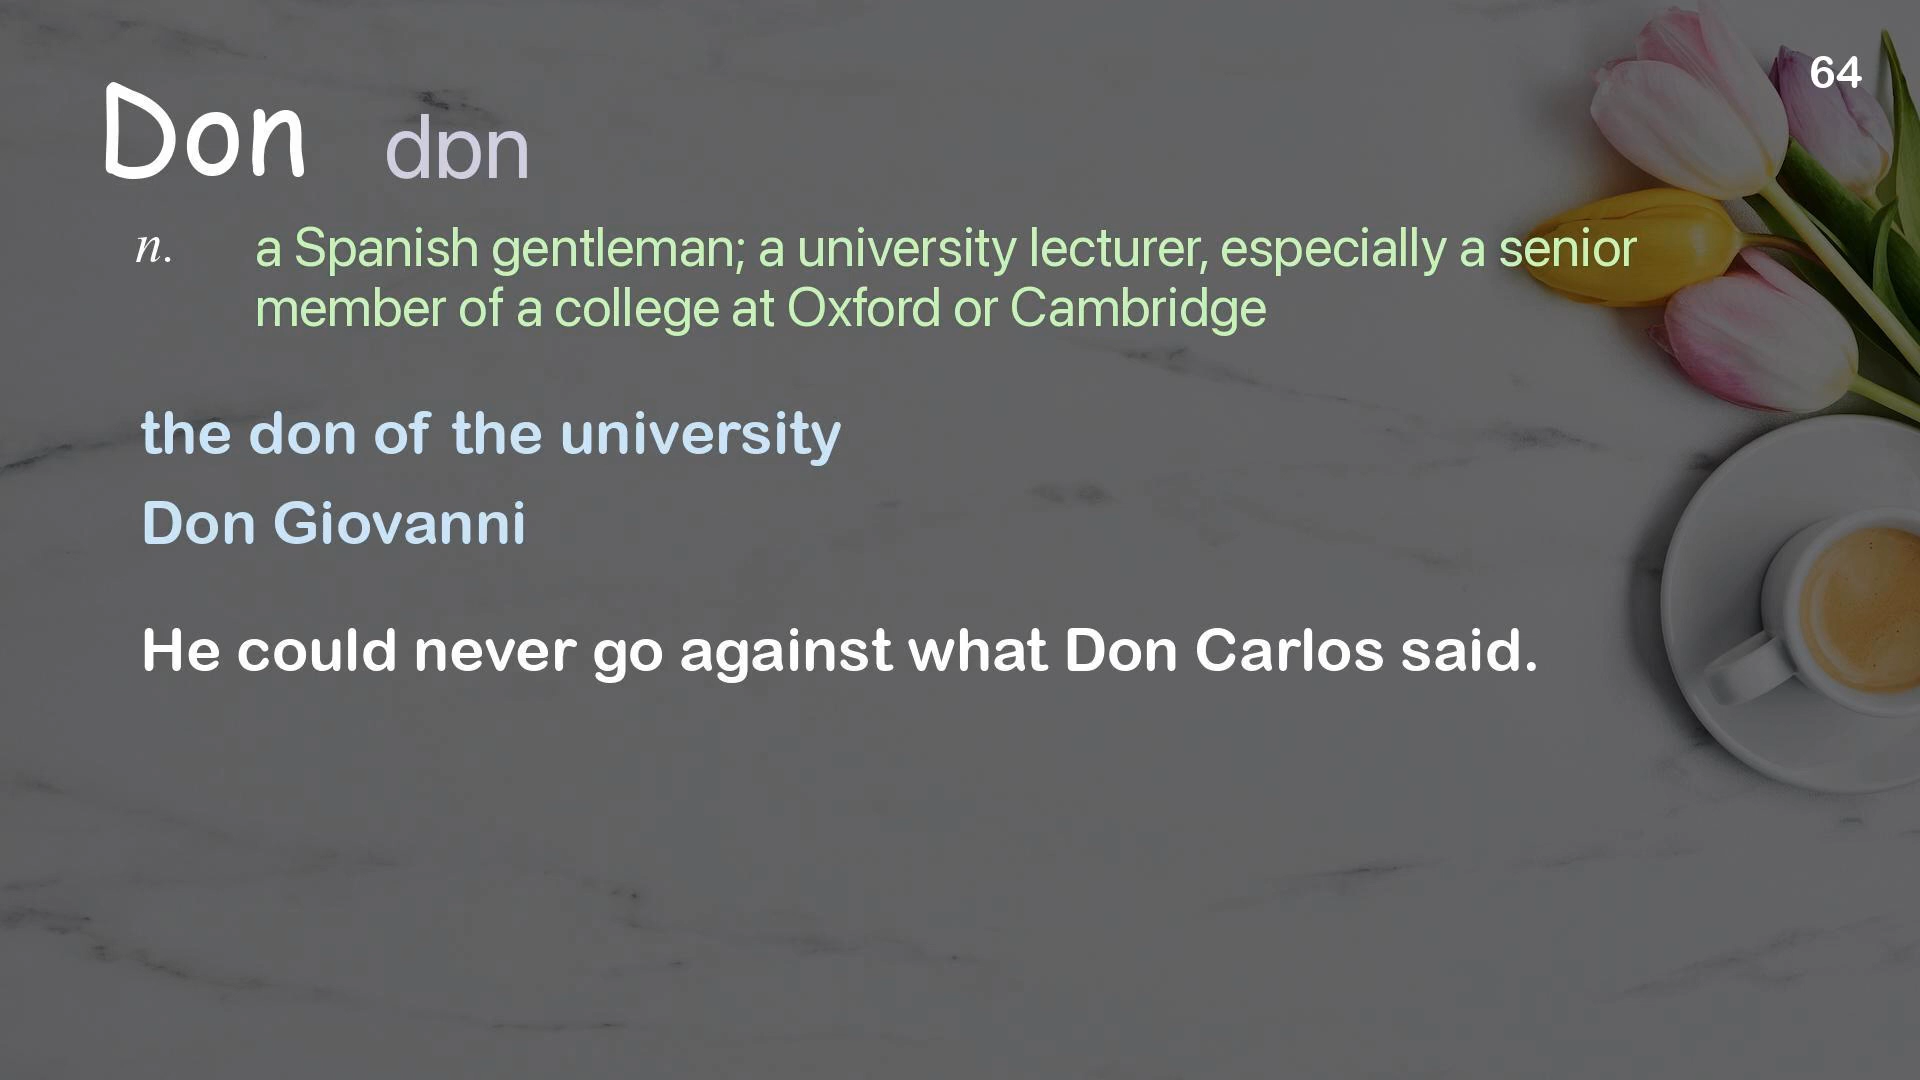 64
Don dɒn
n. a Spanish gentleman; a university lecturer, especially a senior
member of a college at Oxford or Cambridge
the don of the university
Don Giovanni
He could never go against what Don Carlos said.